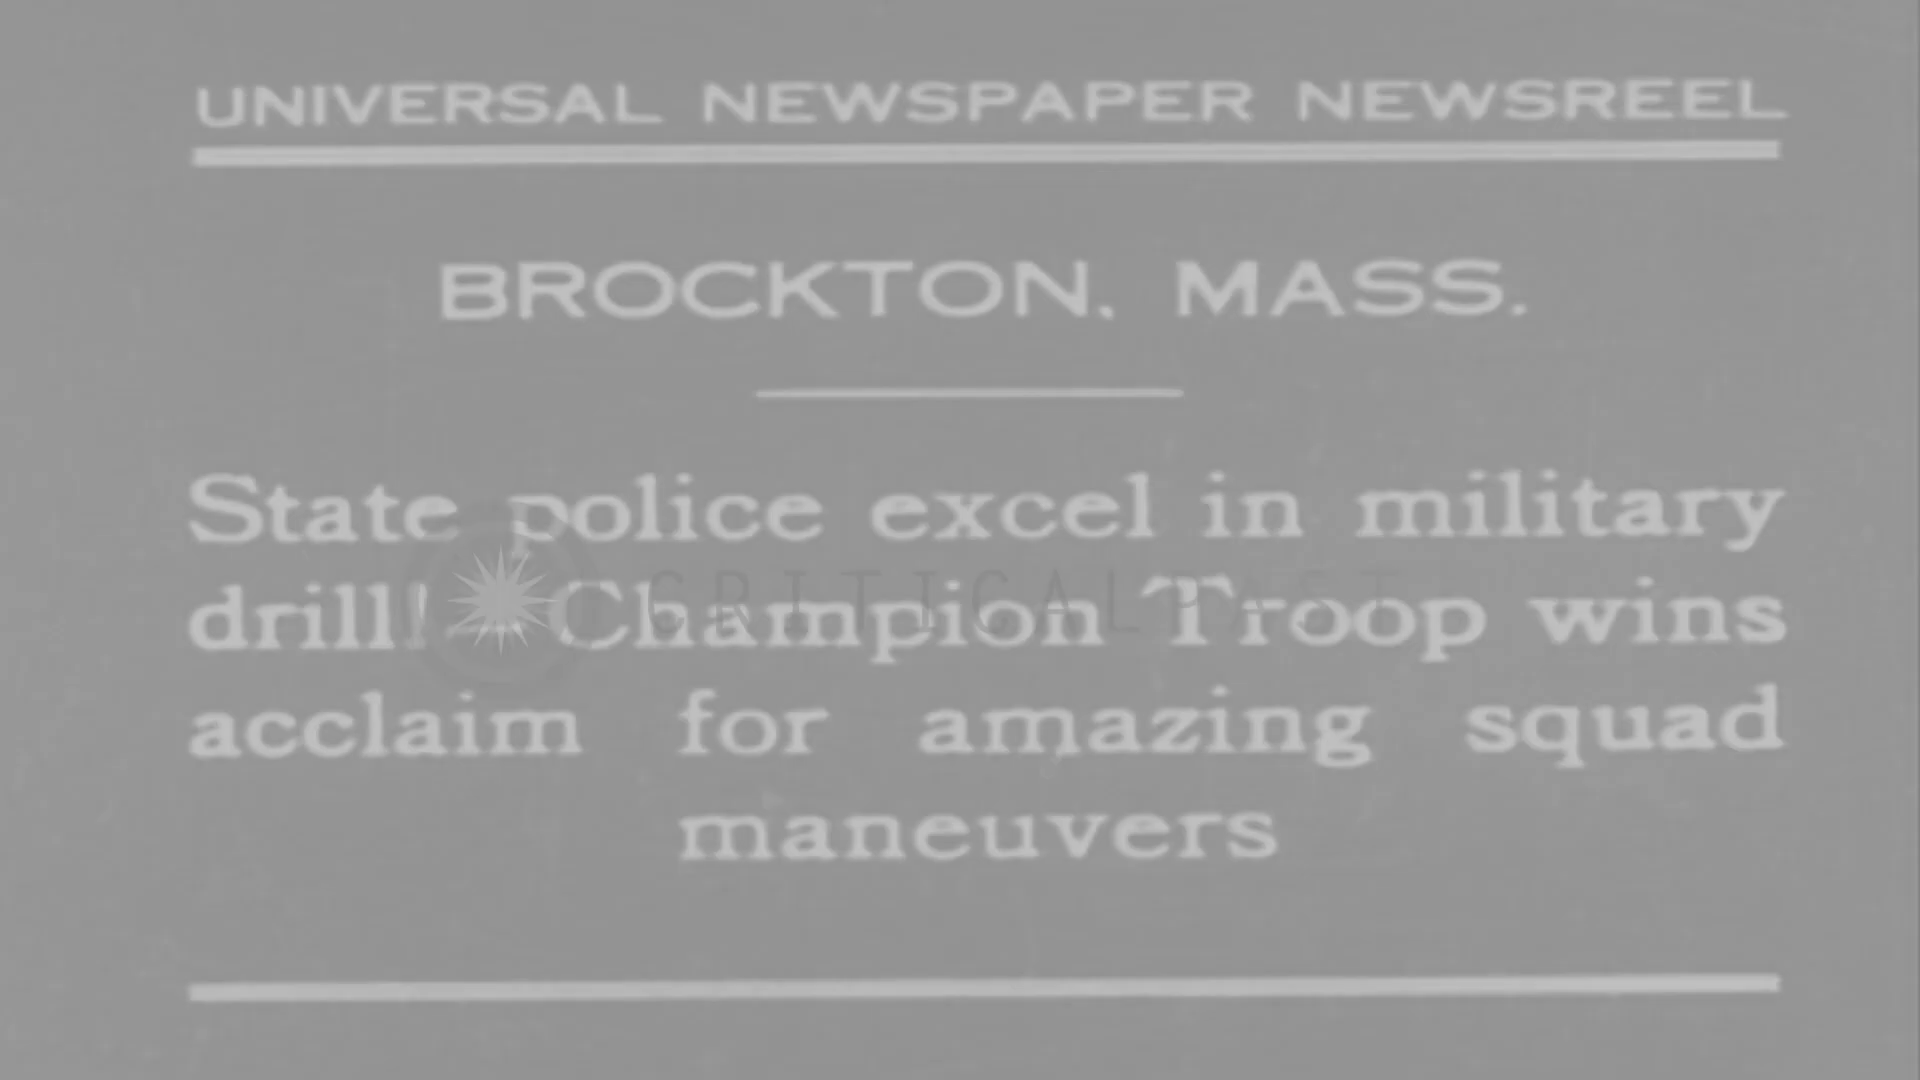 UNIVERSAL NEWSPAPER NEWSREEL
BROCKTON, MASS.
State police excel in military
drill! Champion Troop wins
CRITICALPAST
acclaim for amazing squad
maneuvers